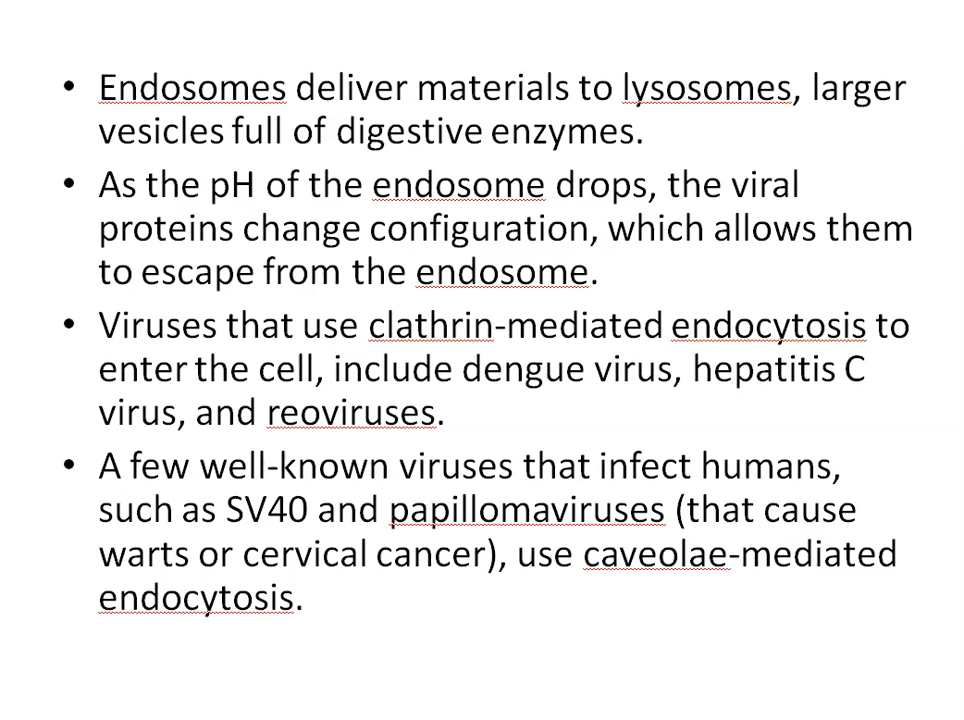 • Endosomes deliver materials to lysosomes, larger
vesicles full of digestive enzymes.
• As the pH of the endosome drops, the viral
proteins change configuration, which allows them
to escape from the endosome.
• Viruses that use clathrin-mediated endocytosis to
enter the cell, include dengue virus, hepatitis C
virus, and reoviruses.
• A few well-known viruses that infect humans,
such as SV40 and papillomaviruses (that cause
warts or cervical cancer), use caveolae-mediated
endocytosis.